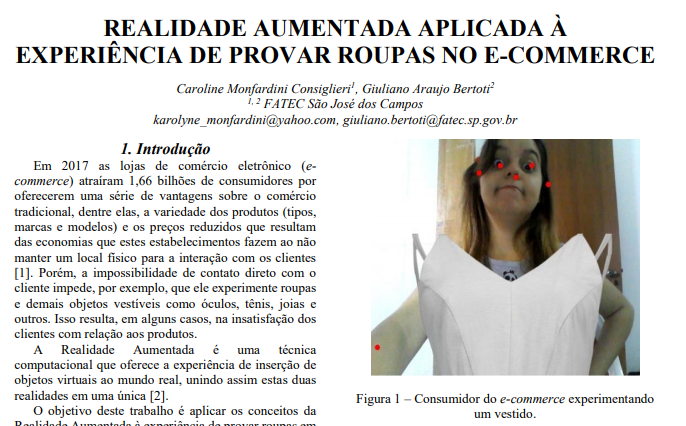 REALIDADE AUMENTADA APLICADA À
EXPERIÊNCIA DE PROVAR ROUPAS NO E-COMMERCE
Caroline Monfardini Consiglieri1, Giuliano Araujo Bertoti2
1, 2 FATEC São José dos Campos
karolyne_monfardini@yahoo.com, giuliano.bertoti@fatec.sp.gov.br
1. Introdução
Em 2017 as lojas de comércio eletrônico (e-
commerce) atraíram 1,66 bilhões de consumidores por
oferecerem uma série de vantagens sobre o comércio
tradicional, dentre elas, a variedade dos produtos (tipos,
marcas e modelos) e os preços reduzidos que resultam
das economias que estes estabelecimentos fazem ao não
manter um local físico para a interação com os clientes
[1]. Porém, a impossibilidade de contato direto com o
cliente impede, por exemplo, que ele experimente roupas
e demais objetos vestíveis como óculos, tênis, joias e
outros. Isso resulta, em alguns casos, na insatisfação dos
clientes com relação aos produtos.
A Realidade Aumentada é uma técnica
computacional que oferece a experiência de inserção de
objetos virtuais ao mundo real, unindo assim estas duas
realidades em uma única [2].
O objetivo deste trabalho é aplicar os conceitos da
Realidade Aumentada à experiência de provar roupas em
Figura 1 – Consumidor do e-commerce experimentando
um vestido.